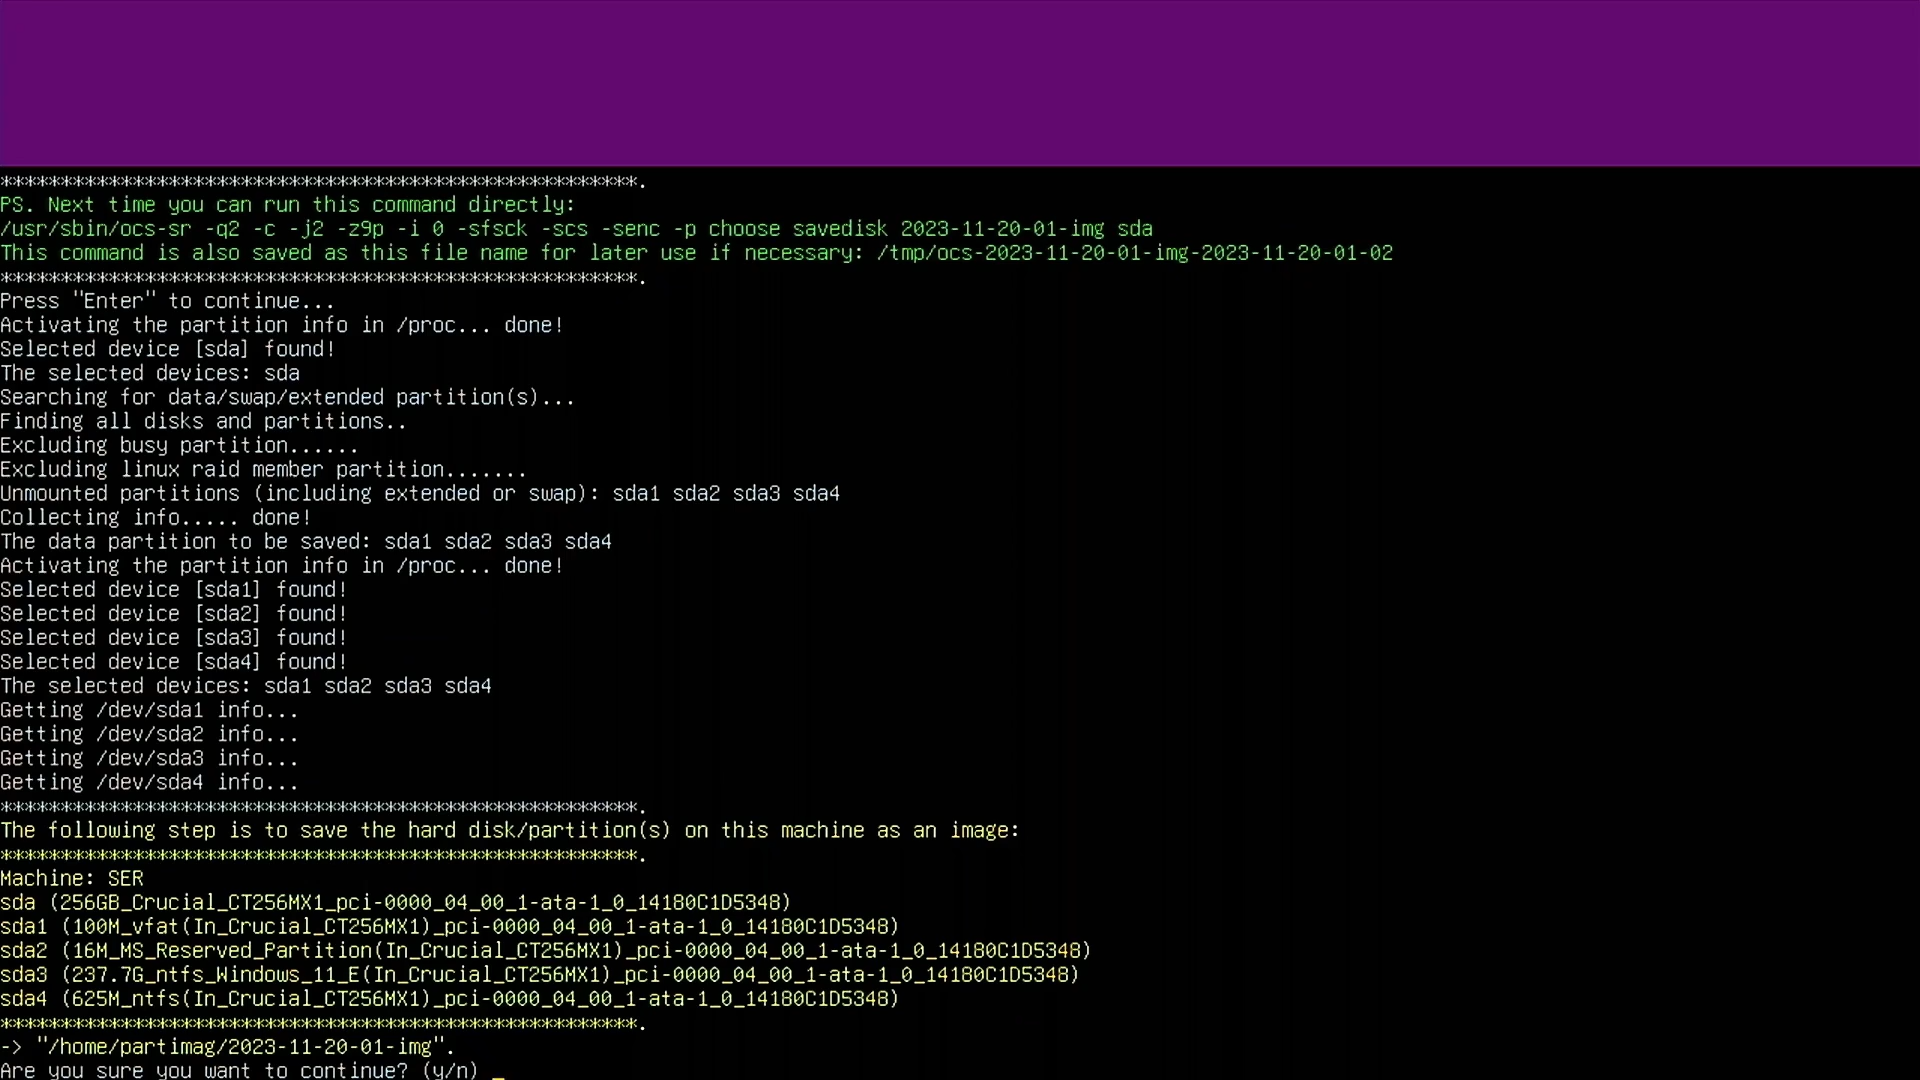 *****************************************************.
PS. Next time you can run this command directly:
/usr/sbin/ocs-sr -q2 -c -j2 -z9p -i 0 -sfsck -scs -senc -p choose savedisk 2023-11-20-01-img sda
This command is also saved as this file name for later use if necessary: /tmp/ocs-2023-11-20-01-img-2023-11-20-01-02
*****************************************************.
Press "Enter" to continue...
Activating the partition info in /proc... done!
Selected device [sda] found!
The selected devices: sda
Searching for data/swap/extended partition(s)...
Finding all disks and partitions..
Excluding busy partition......
Excluding linux raid member partition.......
Unmounted partitions (including extended or swap): sda1 sda2 sda3 sda4
Collecting info..... done!
The data partition to be saved: sda1 sda2 sda3 sda4
Activating the partition info in /proc... done!
Selected device [sda1] found!
Selected device [sda2] found!
Selected device [sda3] found!
Selected device [sda4] found!
The selected devices: sda1 sda2 sda3 sda4
Getting /dev/sda1 info...
Getting /dev/sda2 info...
Getting /dev/sda3 info...
Getting /dev/sda4 info...
*****************************************************.
The following step is to save the hard disk/partition(s) on this machine as an image:
*****************************************************.
Machine: SER
sda (256GB_Crucial_CT256MX1_pci-0000_04_00_1-ata-1_0_14180C1D5348)
sda1 (100M_vfat(In_Crucial_CT256MX1)_pci-0000_04_00_1-ata-1_0_14180C1D5348)
sda2 (16M_MS_Reserved_Partition(In_Crucial_CT256MX1)_pci-0000_04_00_1-ata-1_0_14180C1D5348)
sda3 (237.7G_ntfs_Windows_11_E(In_Crucial_CT256MX1)_pci-0000_04_00_1-ata-1_0_14180C1D5348)
sda4 (625M_ntfs(In_Crucial_CT256MX1)_pci-0000_04_00_1-ata-1_0_14180C1D5348)
*****************************************************.
-> "/home/partimag/2023-11-20-01-img".
Are you sure you want to continue? (y/n) _